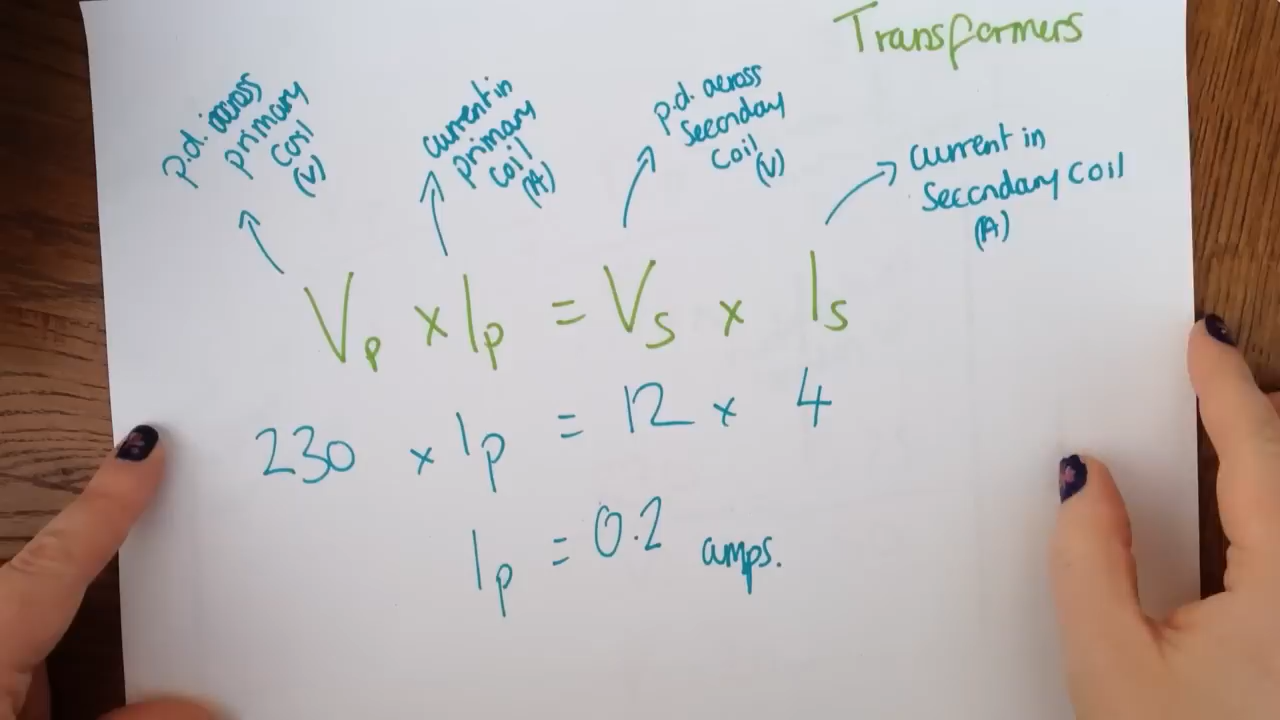 Transformers
p.d. across
primary
coil
(V)
current in
primary
coil
(A)
p.d. across
Secondary
coil
(V)
current in
Secondary coil
(A)
Vp × Ip = Vs × Is
230 × Ip = 12 × 4
Ip = 0.2 amps.